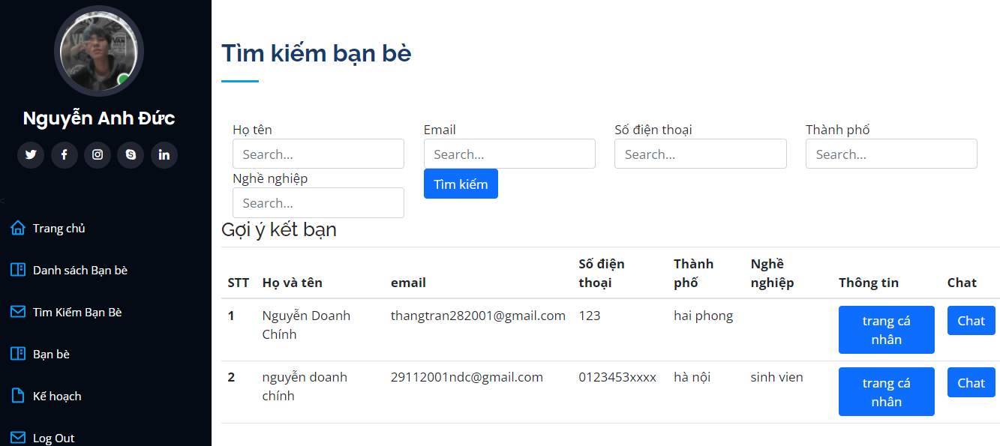 Nguyễn Anh Đức
<
Trang chủ
Danh sách Bạn bè
Tìm Kiếm Bạn Bè
Bạn bè
Kế hoạch
Log Out
Tìm kiếm bạn bè
Họ tên
Search...
Email
Search...
Số điện thoại
Search...
Thành phố
Search...
Nghề nghiệp
Search...
Tìm kiếm
Gợi ý kết bạn
STT Họ và tên email Số điện thoại Thành phố Nghề nghiệp Thông tin Chat
1 Nguyễn Doanh Chính thangtran282001@gmail.com 123 hai phong trang cá nhân Chat
2 nguyễn doanh chính 29112001ndc@gmail.com 0123453xxxx hà nội sinh vien trang cá nhân Chat